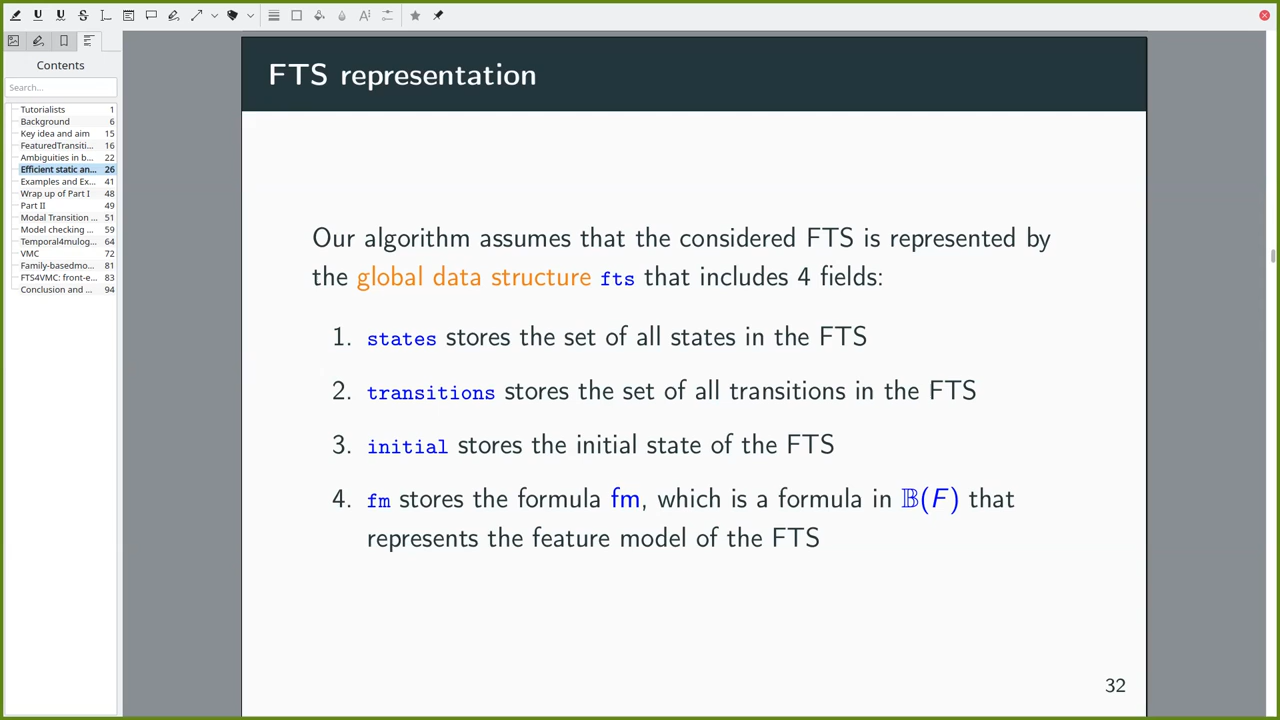 Contents
Search...
Tutorialists 1
Background 6
Key idea and aim 15
FeaturedTransiti... 16
Ambiguities in b... 22
Efficient static an... 26
Examples and Ex... 41
Wrap up of Part I 48
Part II 49
Modal Transition ... 51
Model checking ... 59
Temporal4mulog... 64
VMC 72
Family-basedmo... 81
FTS4VMC: front-e... 83
Conclusion and ... 94
FTS representation
Our algorithm assumes that the considered FTS is represented by
the global data structure fts that includes 4 fields:
1. states stores the set of all states in the FTS
2. transitions stores the set of all transitions in the FTS
3. initial stores the initial state of the FTS
4. fm stores the formula fm, which is a formula in 𝔹(F) that
represents the feature model of the FTS
32